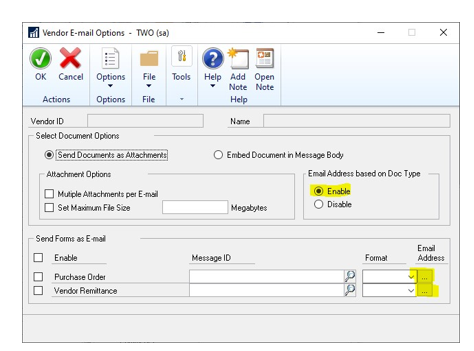 Vendor E-mail Options - TWO (sa)
OK Cancel Options File Tools Help Add Note Open Note
Actions Options File Help
Vendor ID Name
Select Document Options
Send Documents as Attachments Embed Document in Message Body
Attachment Options Email Address based on Doc Type
Mutiple Attachments per E-mail Enable
Set Maximum File Size Megabytes Disable
Send Forms as E-mail
Enable Message ID Format Email Address
Purchase Order ...
Vendor Remittance ...